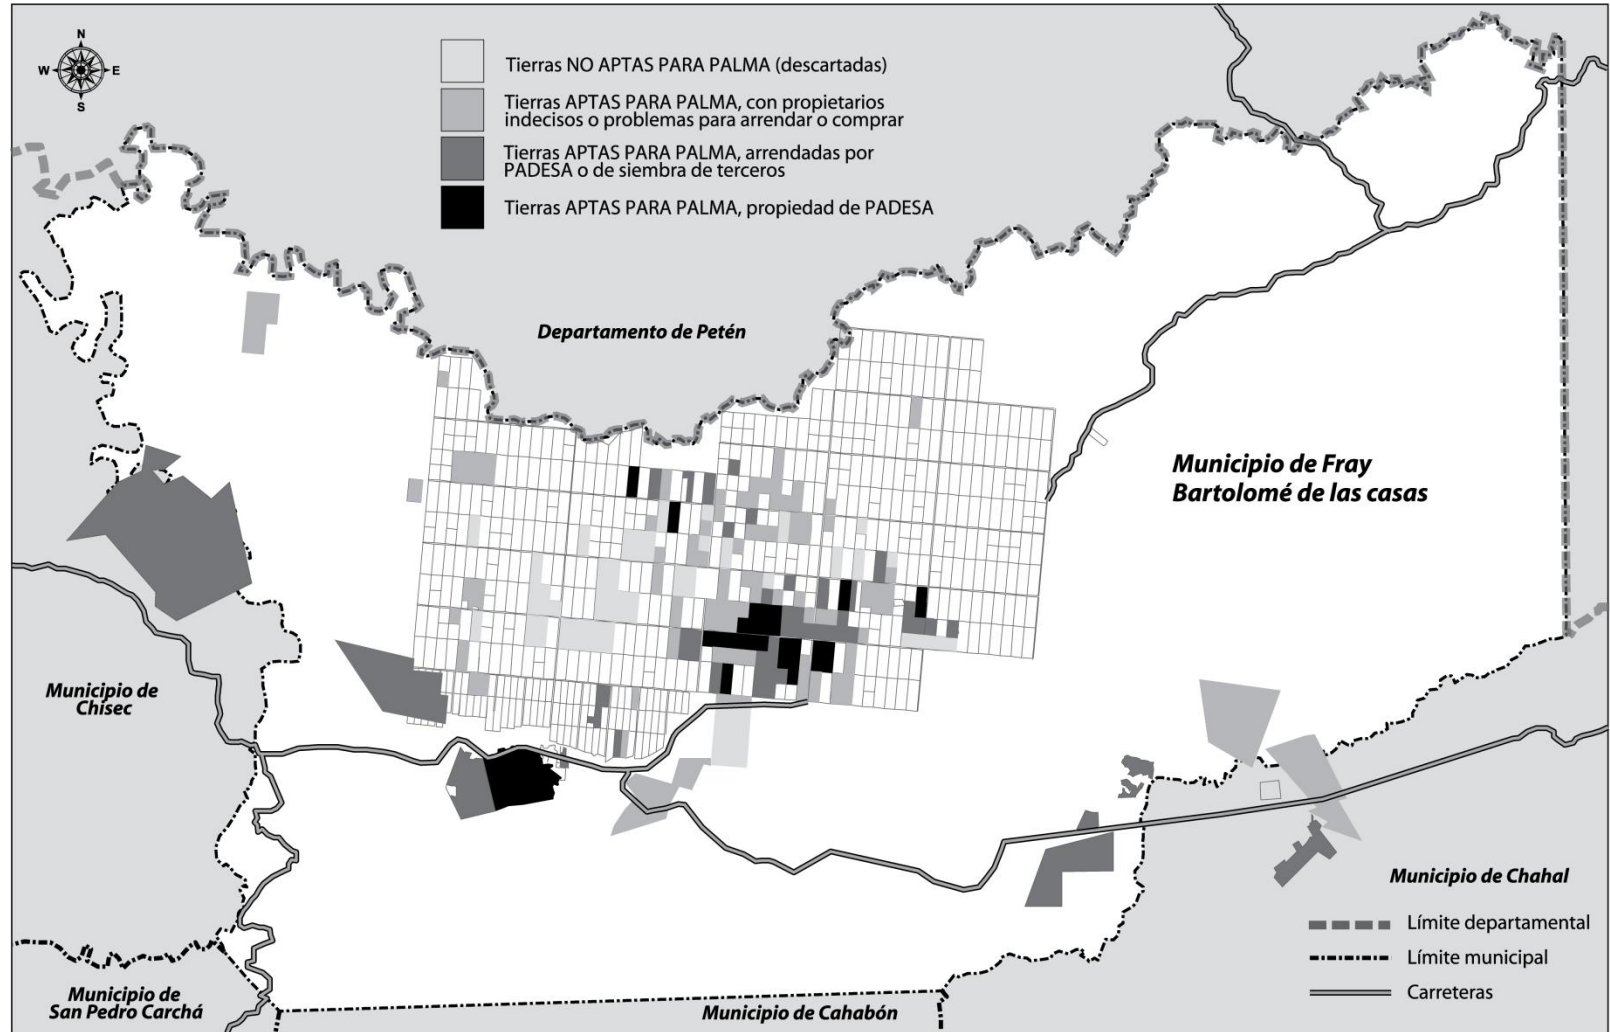 N
W E
S
Tierras NO APTAS PARA PALMA (descartadas)
Tierras APTAS PARA PALMA, con propietarios
indecisos o problemas para arrendar o comprar
Tierras APTAS PARA PALMA, arrendadas por
PADESA o de siembra de terceros
Tierras APTAS PARA PALMA, propiedad de PADESA
Departamento de Petén
Municipio de Fray
Bartolomé de las casas
Municipio de
Chisec
Municipio de Chahal
Límite departamental
Límite municipal
Carreteras
Municipio de
San Pedro Carchá
Municipio de Cahabón